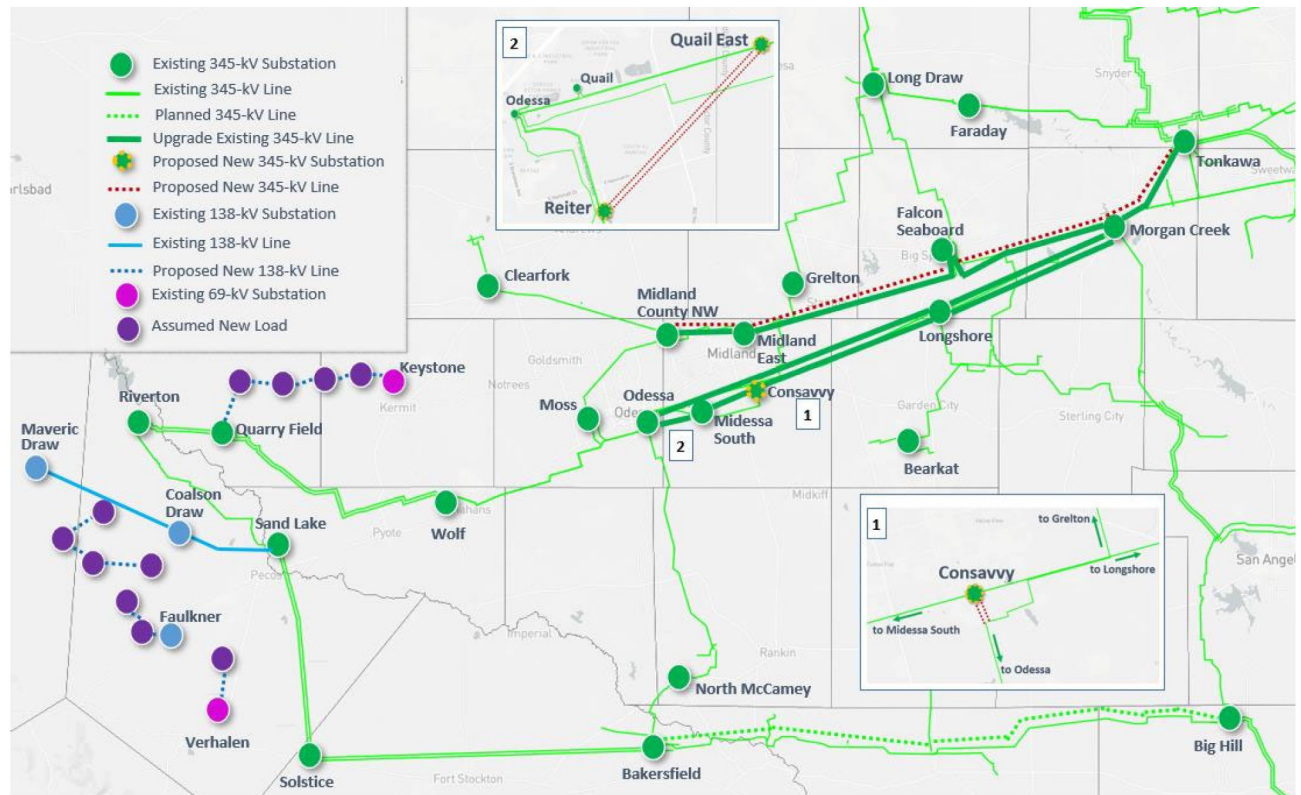 Existing 345-kV Substation
Existing 345-kV Line
Planned 345-kV Line
Upgrade Existing 345-kV Line
Proposed New 345-kV Substation
Proposed New 345-kV Line
Existing 138-kV Substation
Existing 138-kV Line
Proposed New 138-kV Line
Existing 69-kV Substation
Assumed New Load
2
Quail East
Quail
Odessa
Reiter
Long Draw
Faraday
Snyder
Tonkawa
Sweetw
arlsbad
Falcon
Seaboard
Big Sp
Morgan Creek
Clearfork
Grelton
Midland
County NW
Midland
East
Midland
Longshore
Goldsmith
Notrees
Keystone
Kermit
Riverton
Moss
Odessa
Consavvy
1
Midessa
South
2
Garden City
Sterling City
Maveric
Draw
Quarry Field
Bearkat
Coalson
Draw
Pyote
Wolf
Midkiff
Sand Lake
Pecos
1
to Grelton
to Longshore
Consavvy
to Midessa South
to Odessa
San Ange
Faulkner
Imperial
Rankin
North McCamey
Verhalen
Solstice
Fort Stockton
Bakersfield
Big Hill